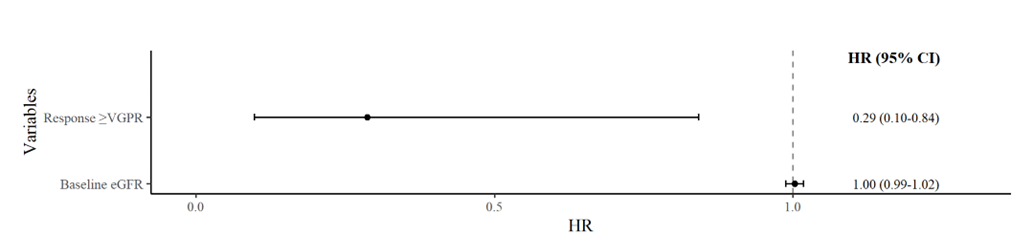 HR (95% CI)
Variables
Response ≥VGPR
0.29 (0.10-0.84)
Baseline eGFR
1.00 (0.99-1.02)
0.0
0.5
1.0
HR